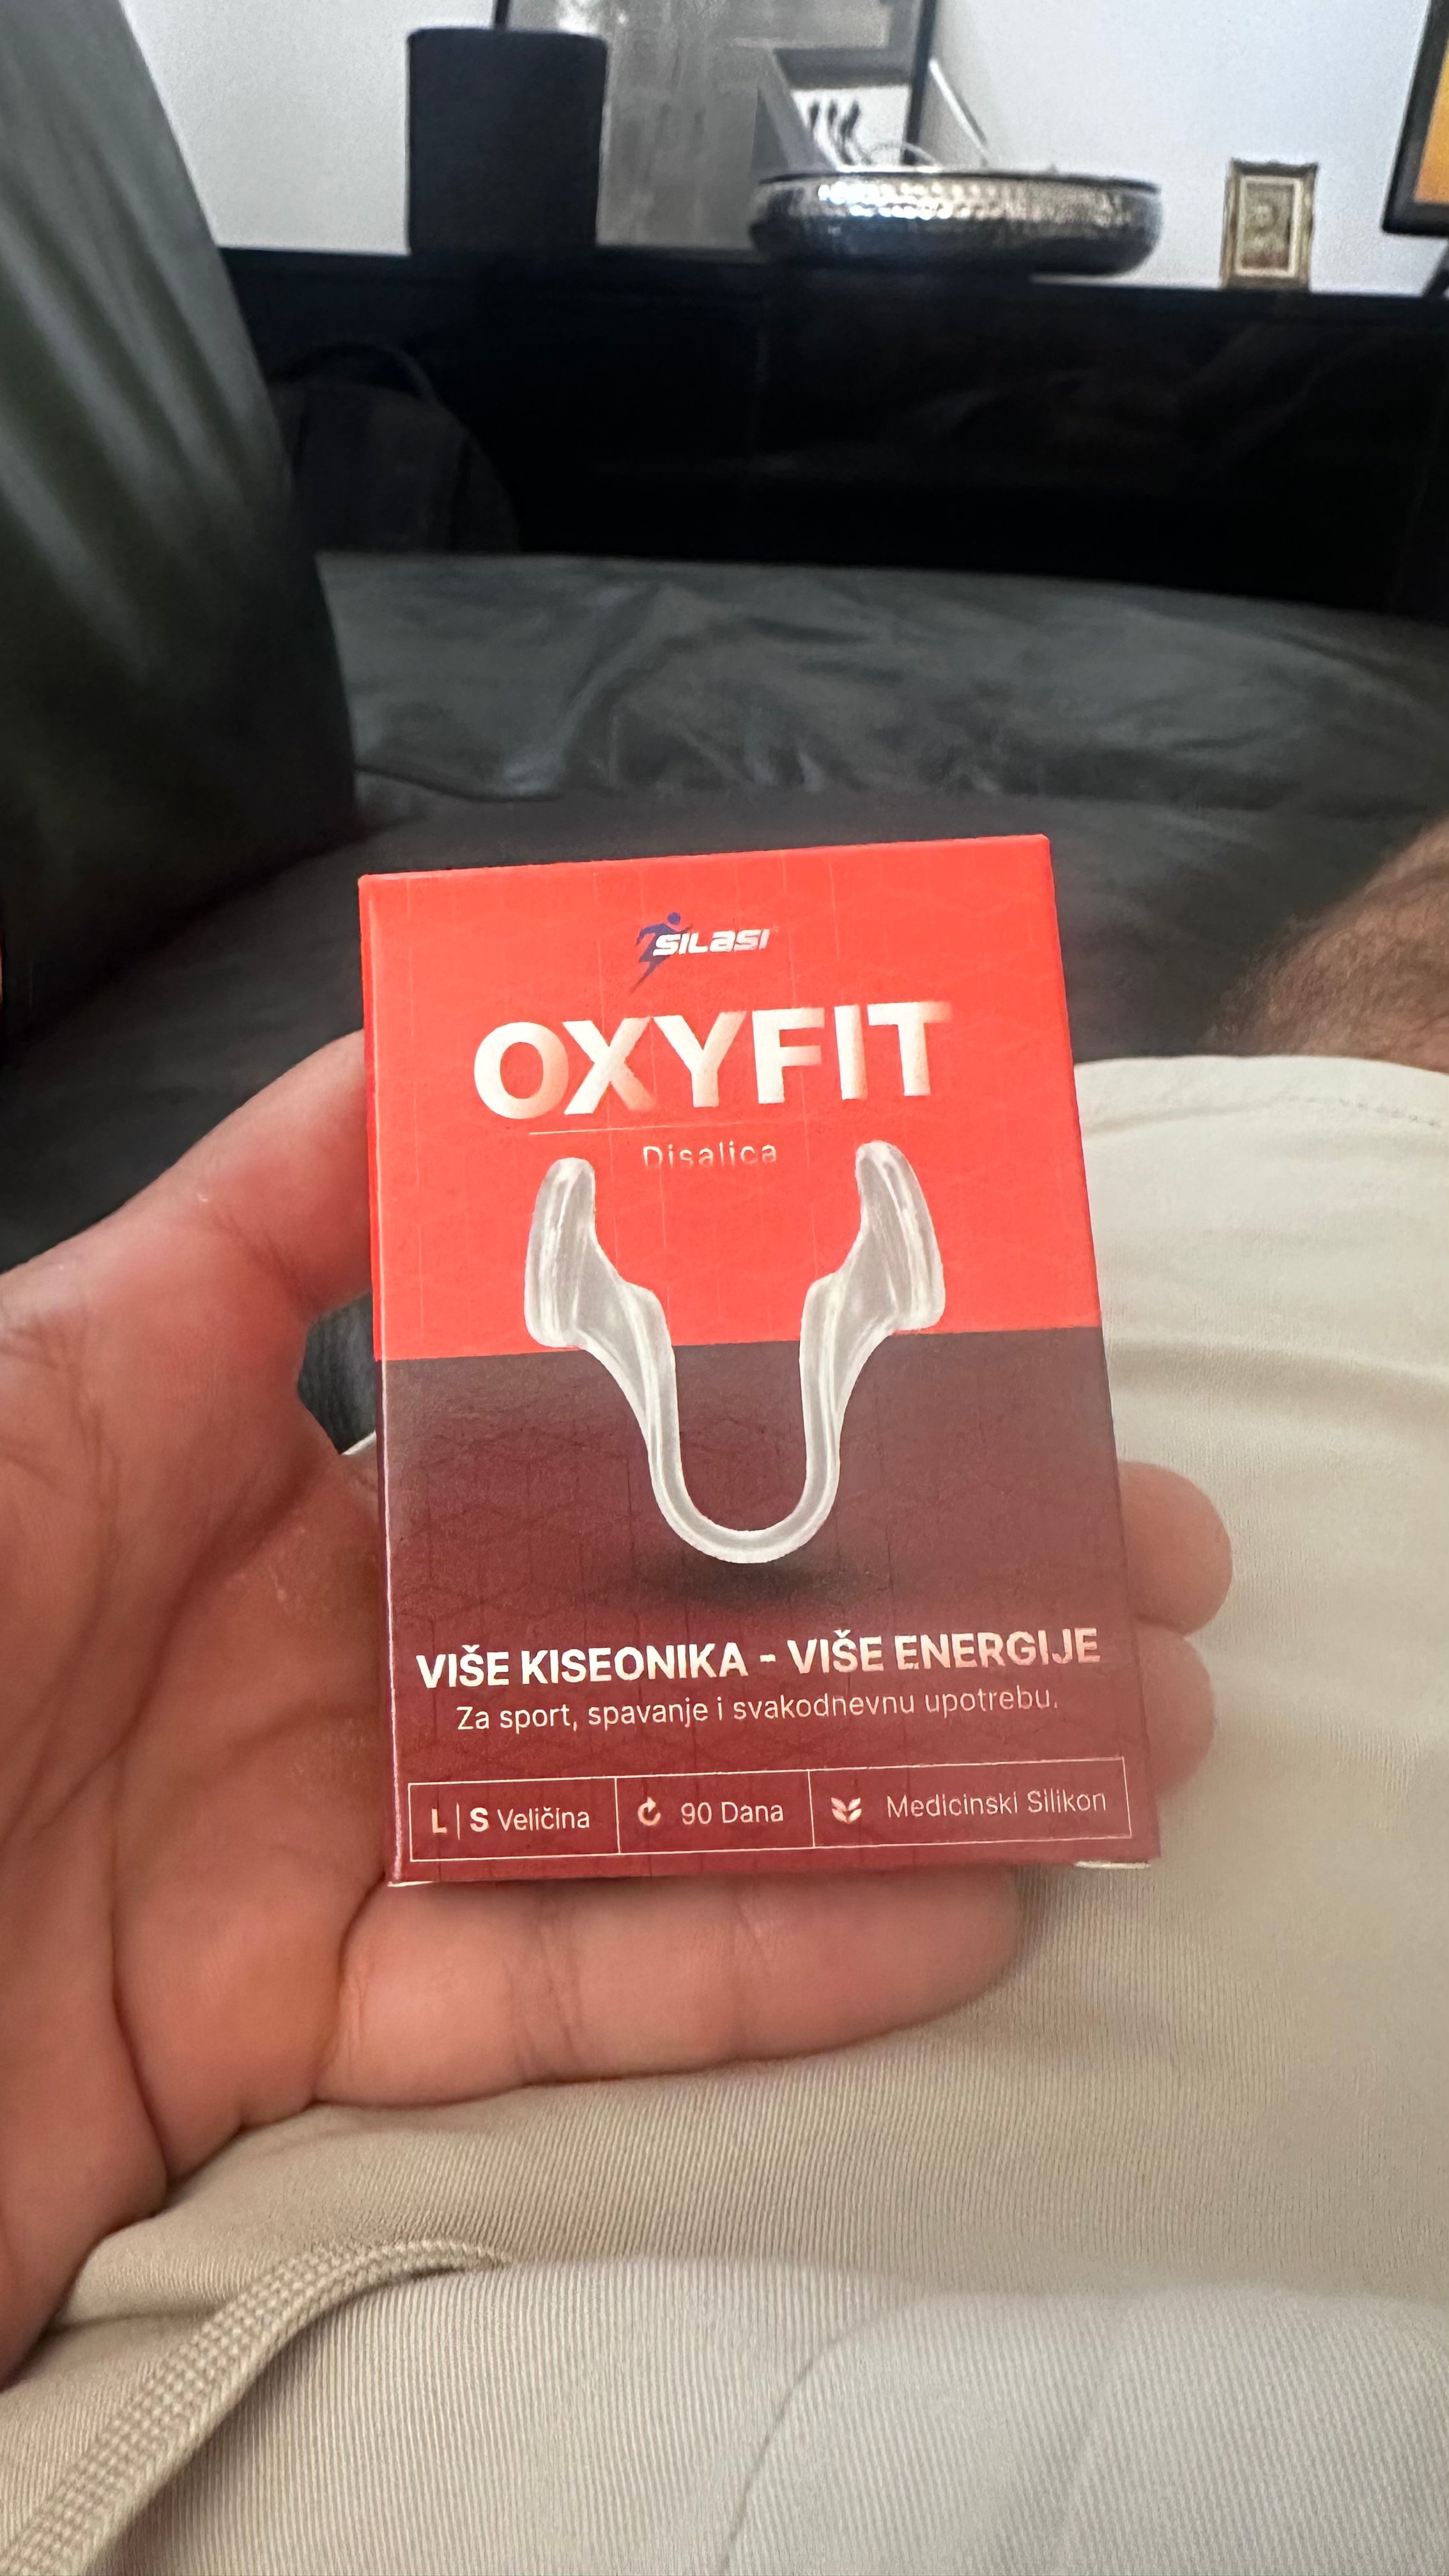 SILASI
OXYFIT
Disalica
VIŠE KISEONIKA - VIŠE ENERGIJE
Za sport, spavanje i svakodnevnu upotrebu.
L | S Veličina
90 Dana
Medicinski Silikon